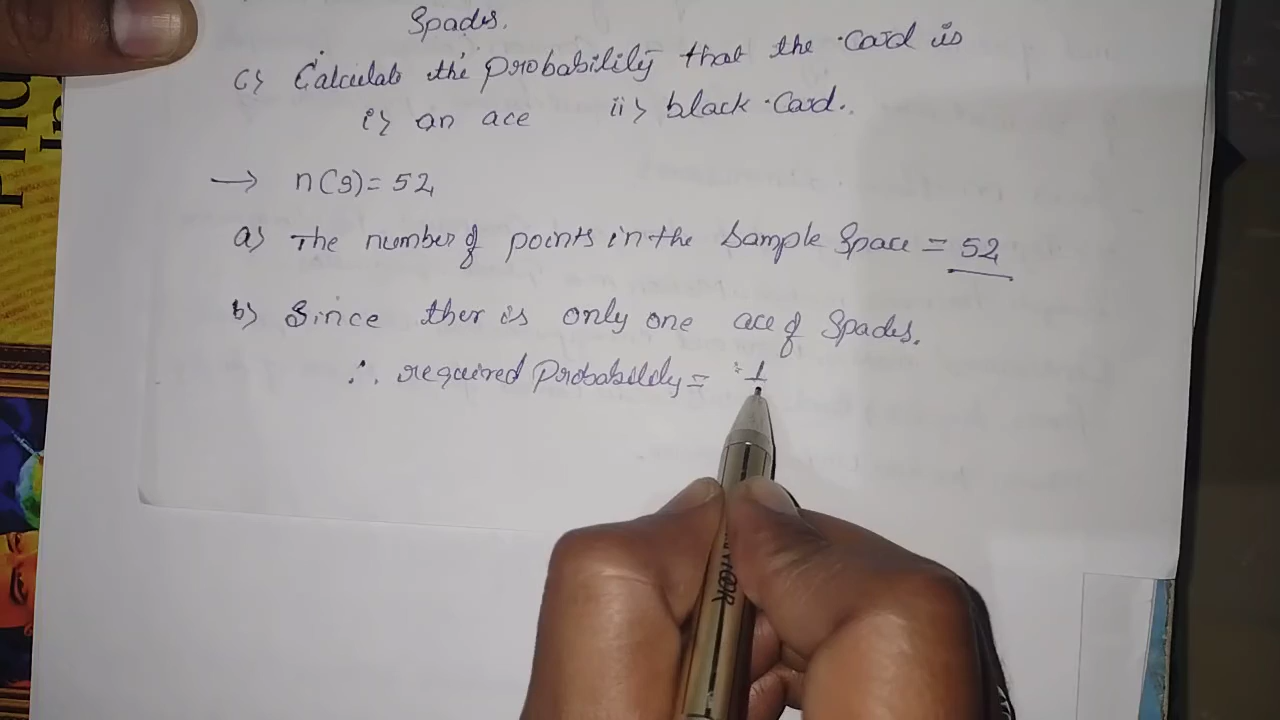 Spades.
c) Calculate the probability that the card is
i) an ace ii) black card.
→ n(S) = 52
a) The number of points in the Sample Space = 52
b) Since ther is only one ace of Spades.
∴ required Probability = 1